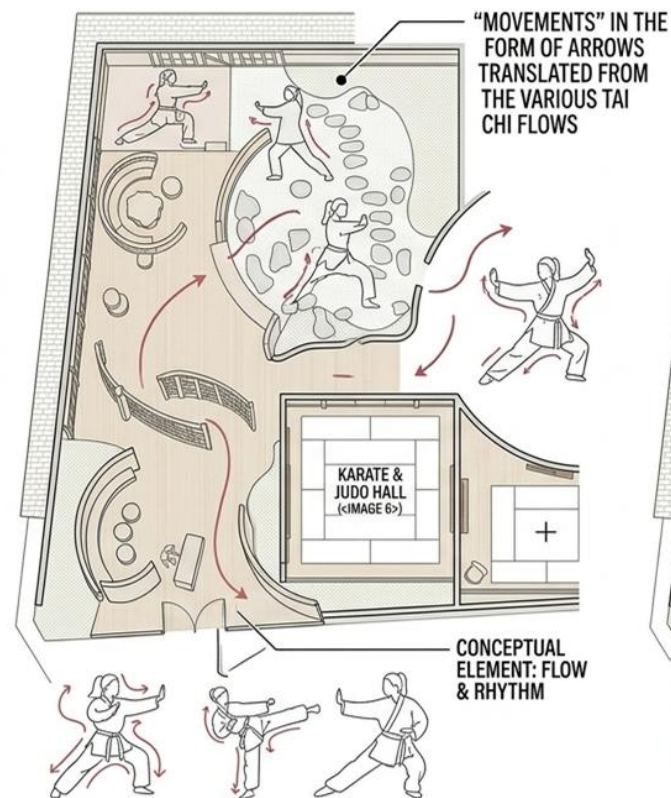 “MOVEMENTS” IN THE
FORM OF ARROWS
TRANSLATED FROM
THE VARIOUS TAI
CHI FLOWS
KARATE &
JUDO HALL
(<IMAGE 6>)
CONCEPTUAL
ELEMENT: FLOW
& RHYTHM